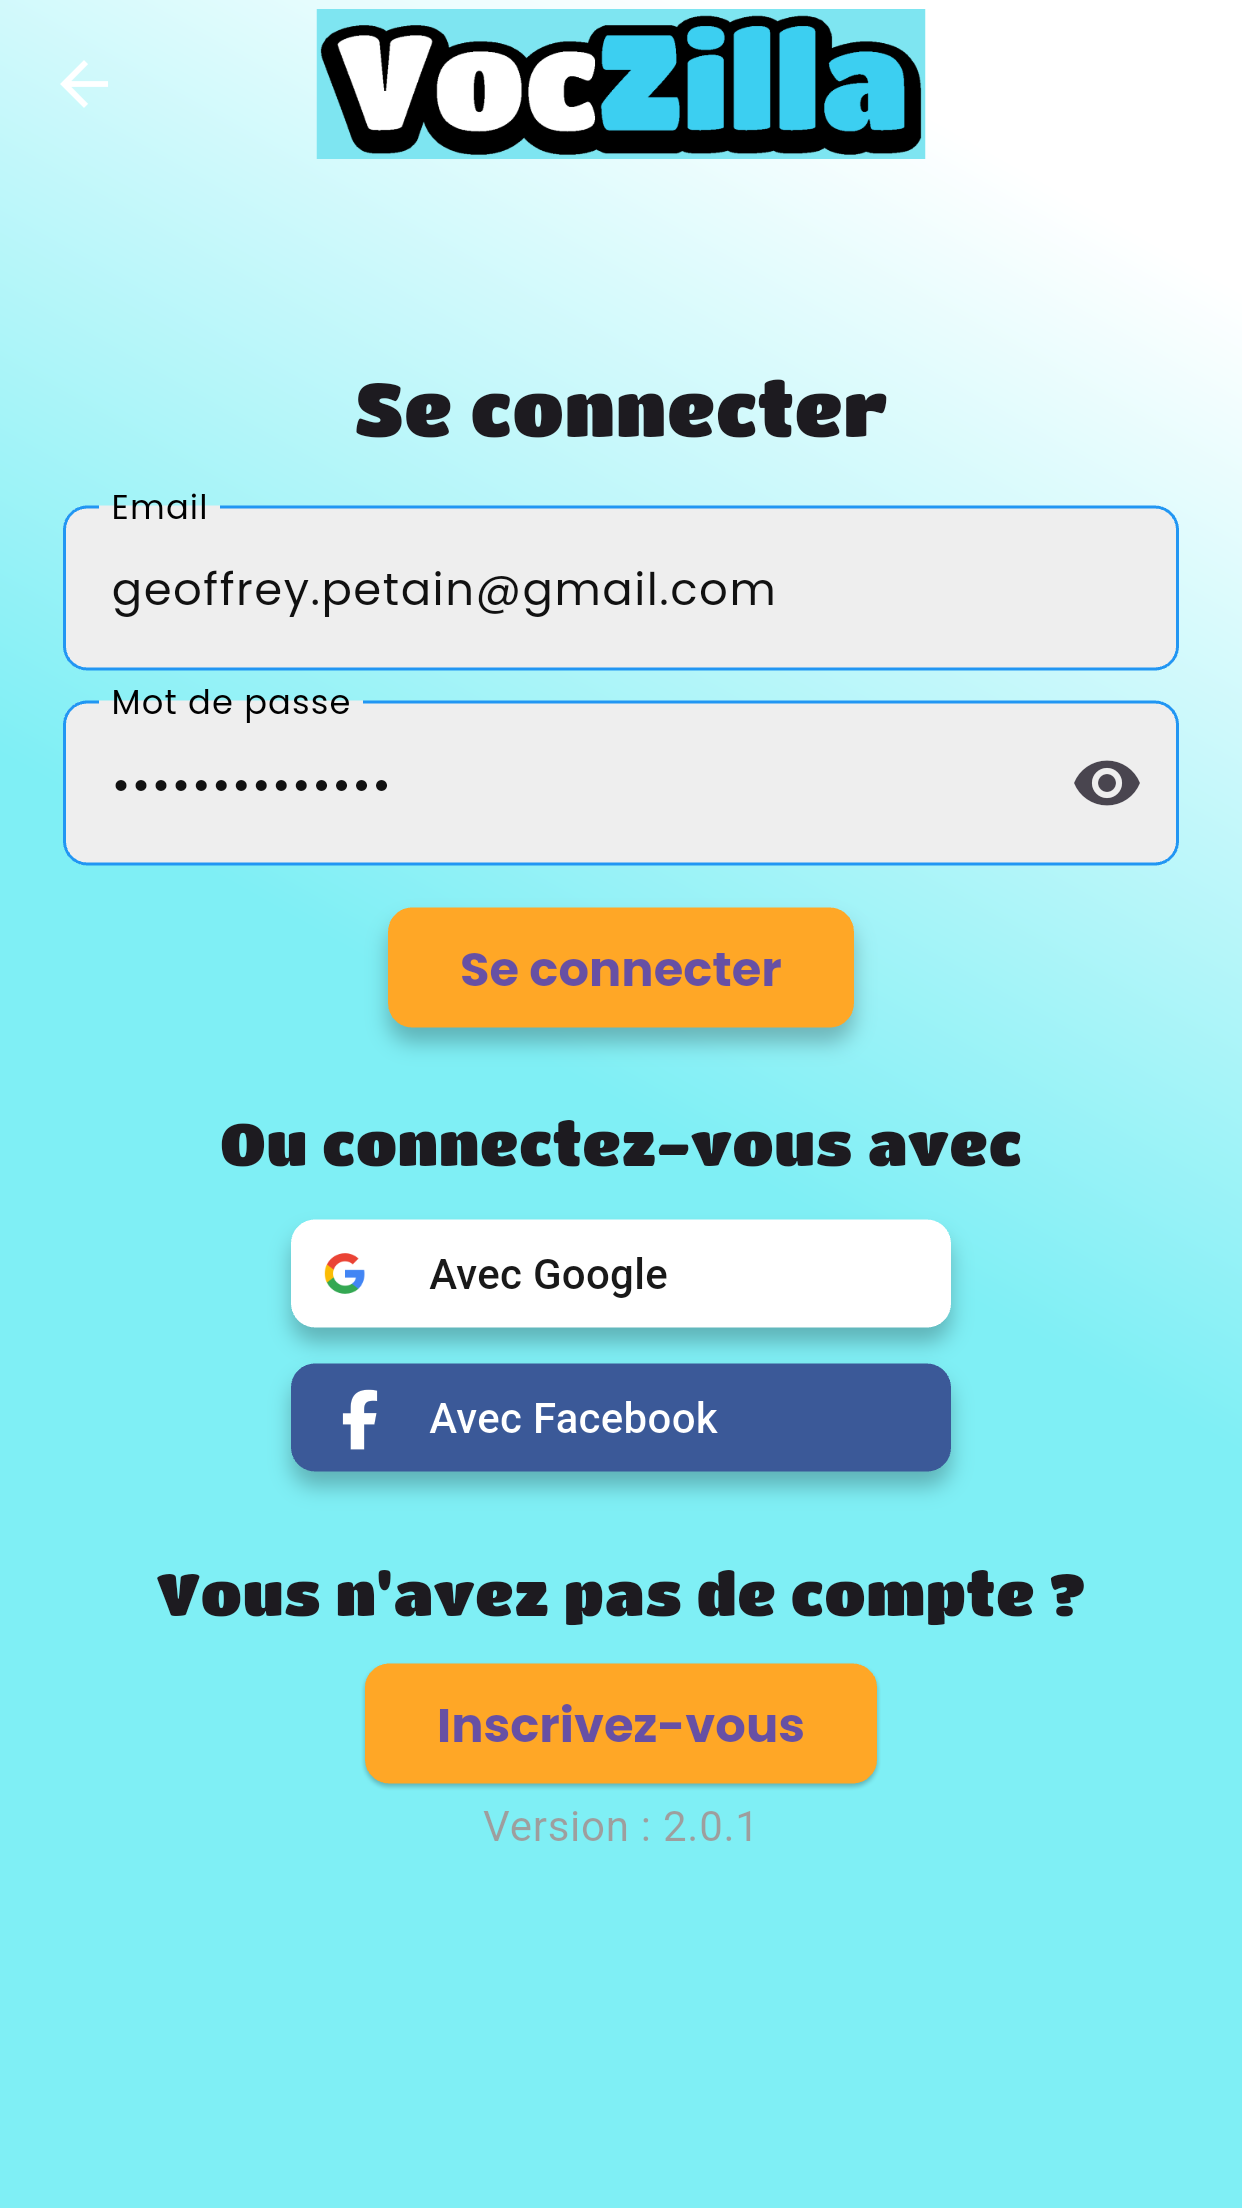 VocZilla
Se connecter
Email
geoffrey.petain@gmail.com
Mot de passe
••••••••••••••
Se connecter
Ou connectez-vous avec
Avec Google
Avec Facebook
Vous n'avez pas de compte ?
Inscrivez-vous
Version : 2.0.1